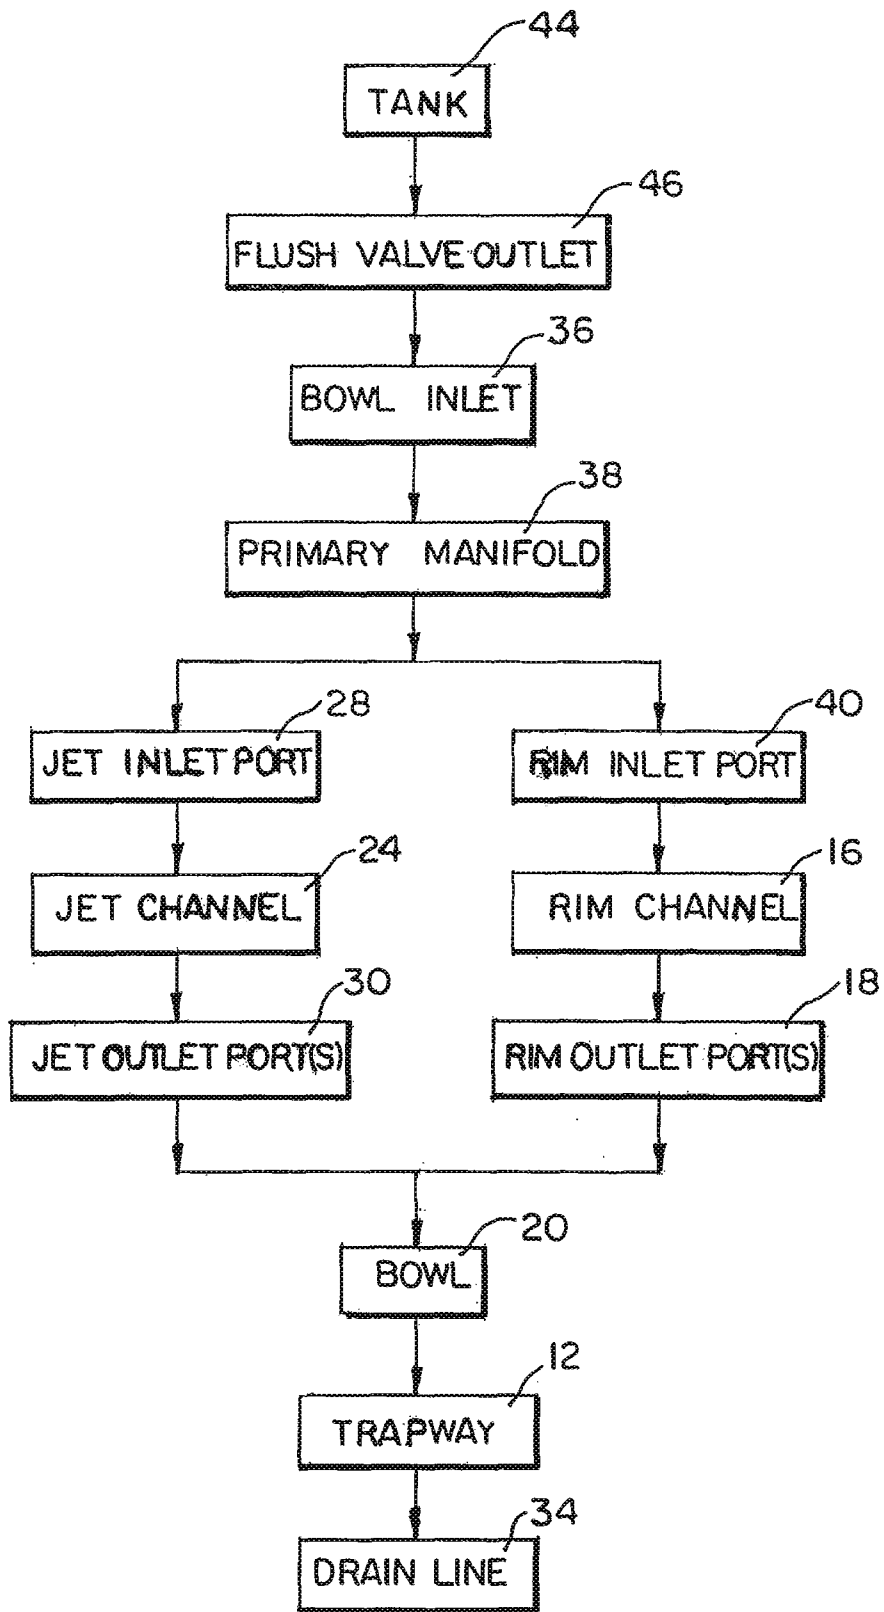 44
TANK
46
FLUSH VALVE OUTLET
36
BOWL INLET
38
PRIMARY MANIFOLD
28
40
JET INLET PORT
RIM INLET PORT
24
16
JET CHANNEL
RIM CHANNEL
30
18
JET OUTLET PORT(S)
RIM OUTLET PORT(S)
20
BOWL
12
TRAPWAY
34
DRAIN LINE